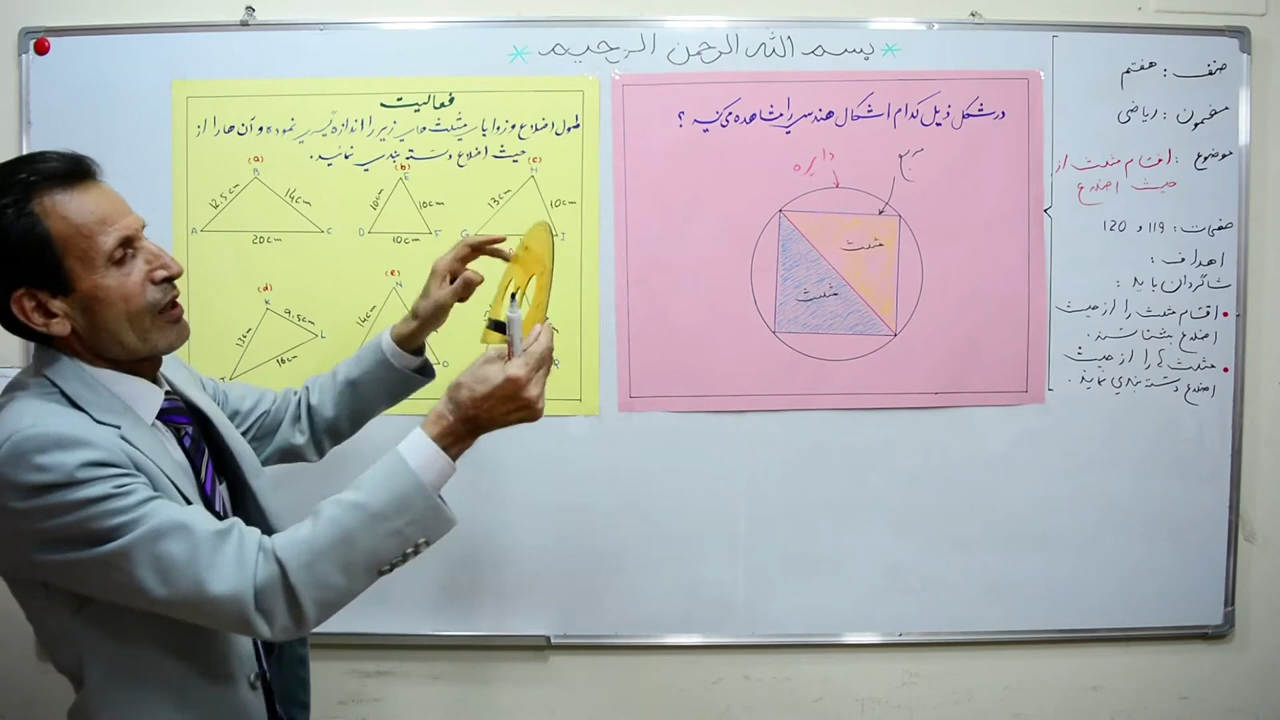 بسم الله الرحمن الرحیم
صنف : هفتم
مضمون : ریاضی
موضوع : اقسام مثلث از
حیث اضلاع
صفحات : 119 و 120
اهداف :
شاگردان باید :
اقسام مثلث را از حیث
اضلاع بشناسند .
مثلث ها را از حیث
اضلاع دسته بندی نمایند .
در شکل ذیل کدام اشکال هندسی را مشاهده می کنید ؟
دایره
مربع
مثلث
مثلث
فعالیت
طول اضلاع و زوایای مثلث های زیر را اندازه گیری نموده و آن ها را از
حیث اضلاع دسته بندی نمائید .
(a)
B
12.5cm
14cm
A
20cm
C
(b)
E
10cm
10cm
D
10cm
F
(c)
H
13cm
10cm
G
I
(d)
K
13cm
9.5cm
L
16cm
(e)
N
14cm
O